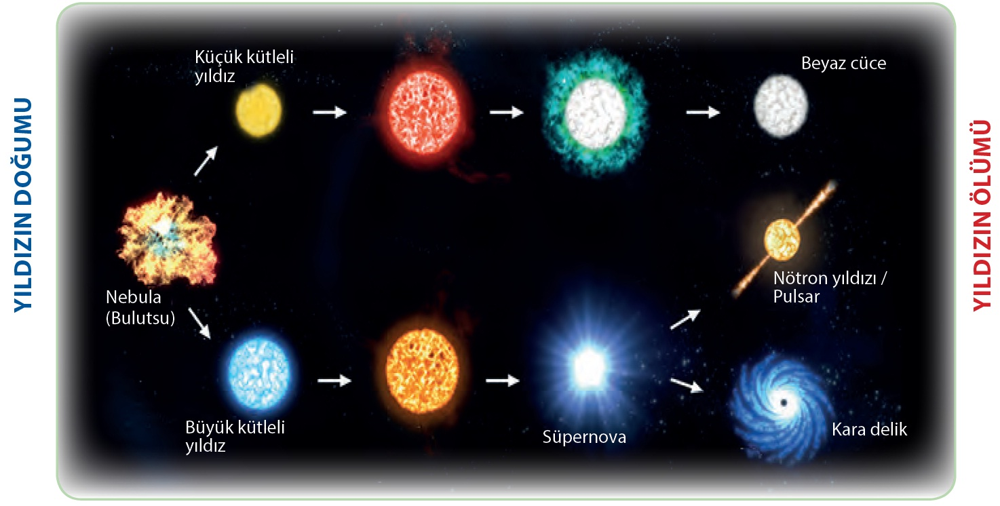 YILDIZIN DOĞUMU
Küçük kütleli
yıldız
Beyaz cüce
Nebula
(Bulutsu)
Nötron yıldızı /
Pulsar
Büyük kütleli
yıldız
Süpernova
Kara delik
YILDIZIN ÖLÜMÜ